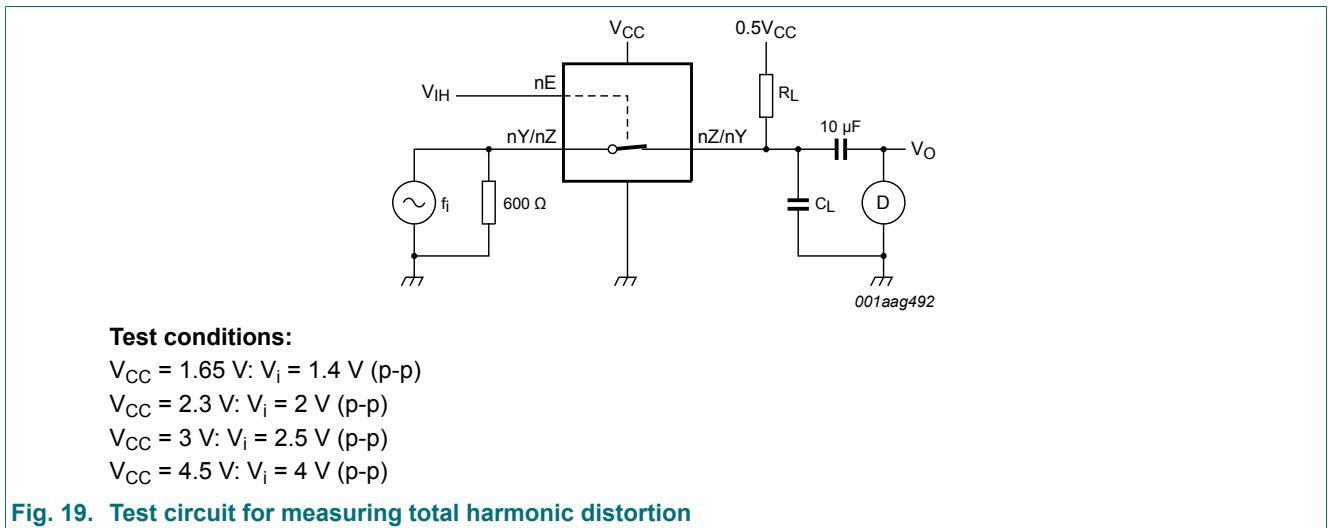 VCC
0.5VCC
nE
VIH
RL
nY/nZ
nZ/nY
10 µF
VO
fi
600 Ω
CL
D
001aag492
Test conditions:
VCC = 1.65 V: Vi = 1.4 V (p-p)
VCC = 2.3 V: Vi = 2 V (p-p)
VCC = 3 V: Vi = 2.5 V (p-p)
VCC = 4.5 V: Vi = 4 V (p-p)
Fig. 19. Test circuit for measuring total harmonic distortion